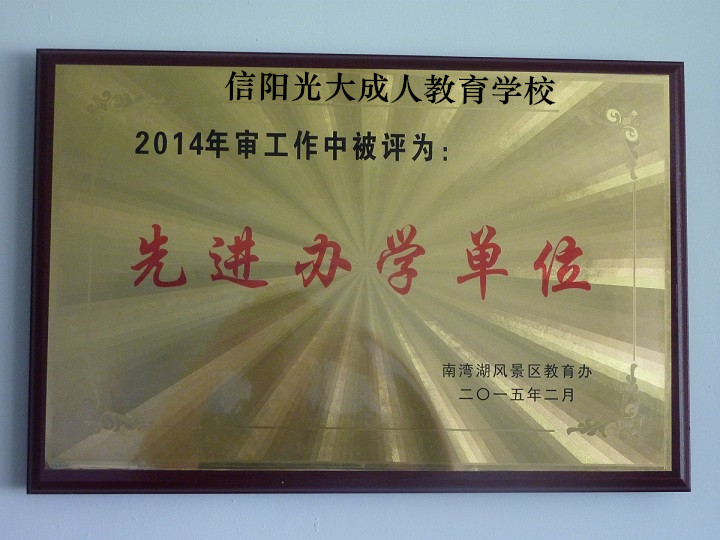 信阳光大成人教育学校
2014年审工作中被评为:
先进办学单位
南湾湖风景区教育办
二〇一五年二月